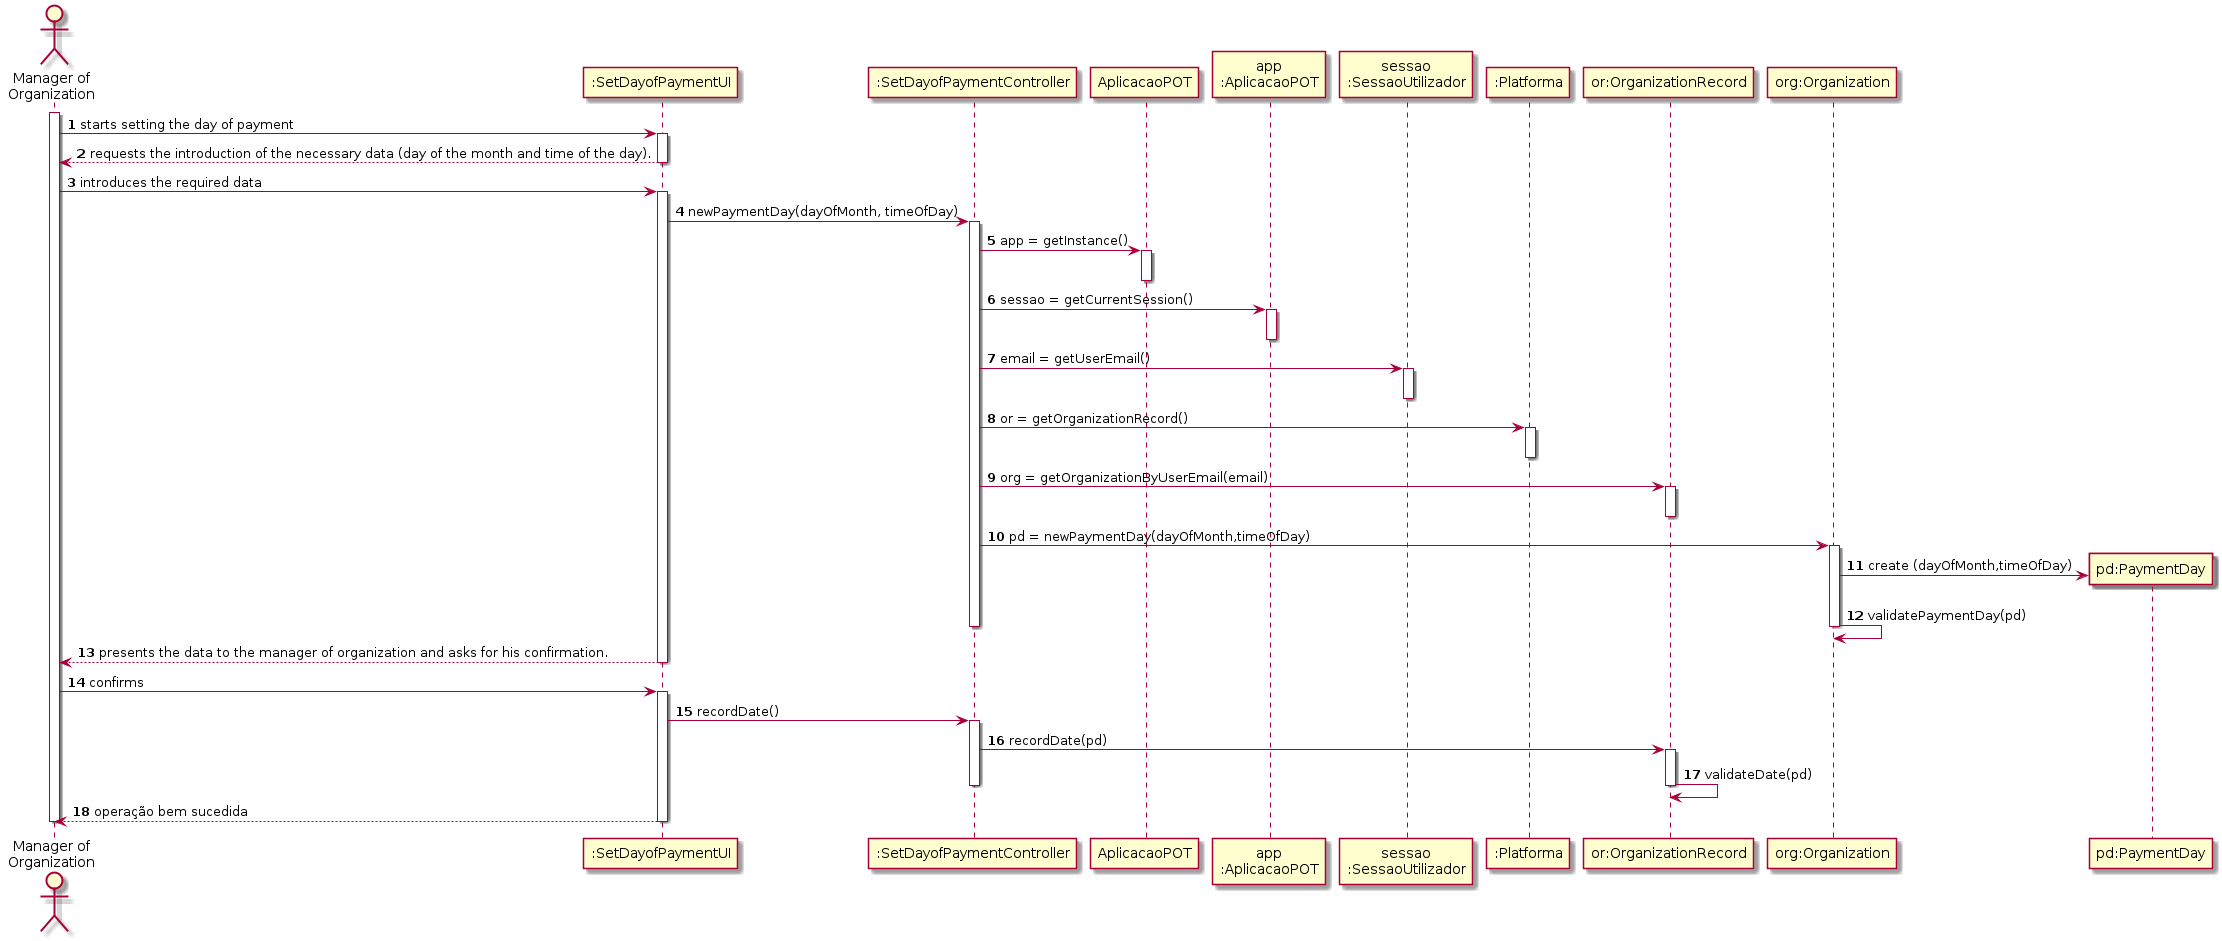 Manager of
Organization
:SetDayofPaymentUI
:SetDayofPaymentController
AplicacaoPOT
app
:AplicacaoPOT
sessao
:SessaoUtilizador
:Platforma
or:OrganizationRecord
org:Organization
1 starts setting the day of payment
2 requests the introduction of the necessary data (day of the month and time of the day).
3 introduces the required data
4 newPaymentDay(dayOfMonth, timeOfDay)
5 app = getInstance()
6 sessao = getCurrentSession()
7 email = getUserEmail()
8 or = getOrganizationRecord()
9 org = getOrganizationByUserEmail(email)
10 pd = newPaymentDay(dayOfMonth,timeOfDay)
11 create (dayOfMonth,timeOfDay)
pd:PaymentDay
12 validatePaymentDay(pd)
13 presents the data to the manager of organization and asks for his confirmation.
14 confirms
15 recordDate()
16 recordDate(pd)
17 validateDate(pd)
18 operação bem sucedida
Manager of
Organization
:SetDayofPaymentUI
:SetDayofPaymentController
AplicacaoPOT
app
:AplicacaoPOT
sessao
:SessaoUtilizador
:Platforma
or:OrganizationRecord
org:Organization
pd:PaymentDay